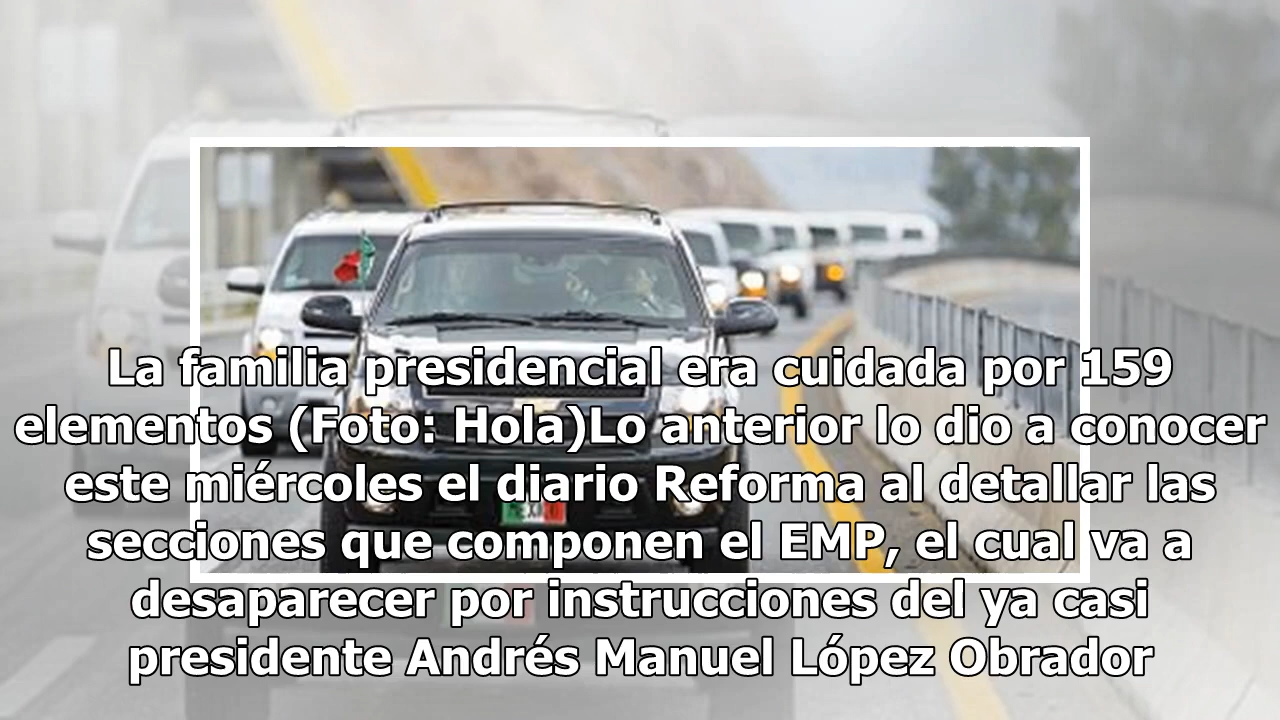 La familia presidencial era cuidada por 159
elementos (Foto: Hola)Lo anterior lo dio a conocer
este miércoles el diario Reforma al detallar las
secciones que componen el EMP, el cual va a
desaparecer por instrucciones del ya casi
presidente Andrés Manuel López Obrador
MEXICO